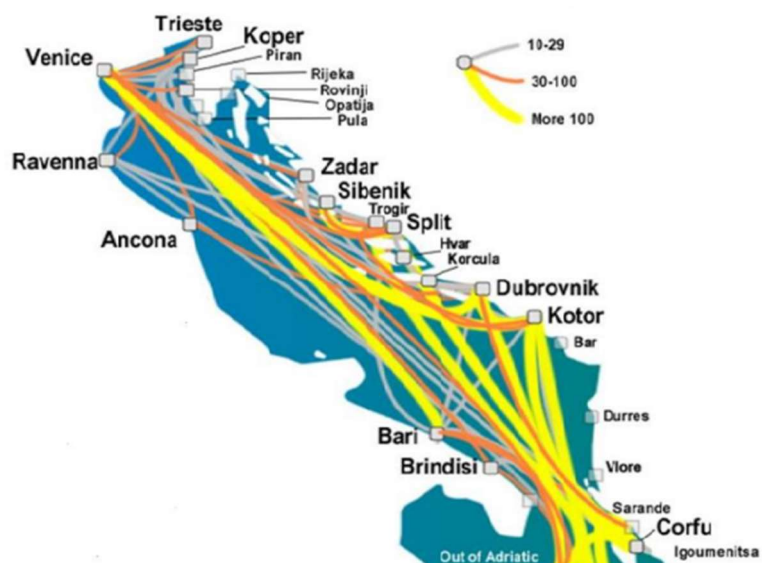 Trieste
Koper
Piran
Venice
Rijeka
Rovinji
Opatija
Pula
10-29
30-100
More 100
Ravenna
Zadar
Sibenik
Trogir
Split
Ancona
Hvar
Korcula
Dubrovnik
Kotor
Bar
Durres
Bari
Brindisi
Vlore
Sarande
Corfu
Igoumenitsa
Out of Adriatic